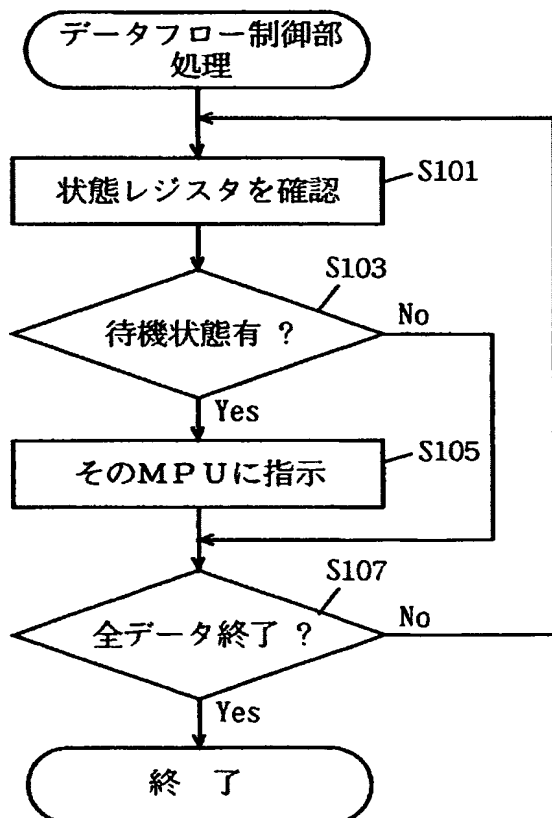 データフロー制御部
処理
状態レジスタを確認
S101
S103
待機状態有 ?
No
Yes
そのMPUに指示
S105
S107
全データ終了 ?
No
Yes
終 了